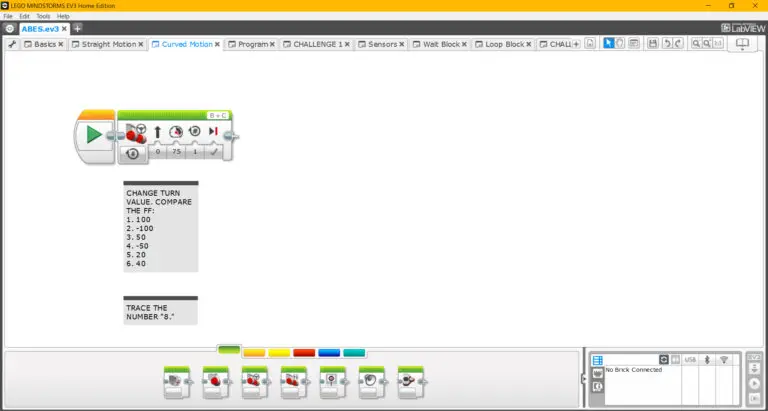 LEGO MINDSTORMS EV3 Home Edition
File Edit Tools Help
ABES.ev3
LabVIEW
Basics Straight Motion Curved Motion Program CHALLENGE 1 Sensors Wait Block Loop Block CHALL
1:1
B + C
0 75 1
CHANGE TURN
VALUE. COMPARE
THE FF:
1. 100
2. -100
3. 50
4. -50
5. 20
6. 40
TRACE THE
NUMBER "8."
USB
EV3
No Brick Connected